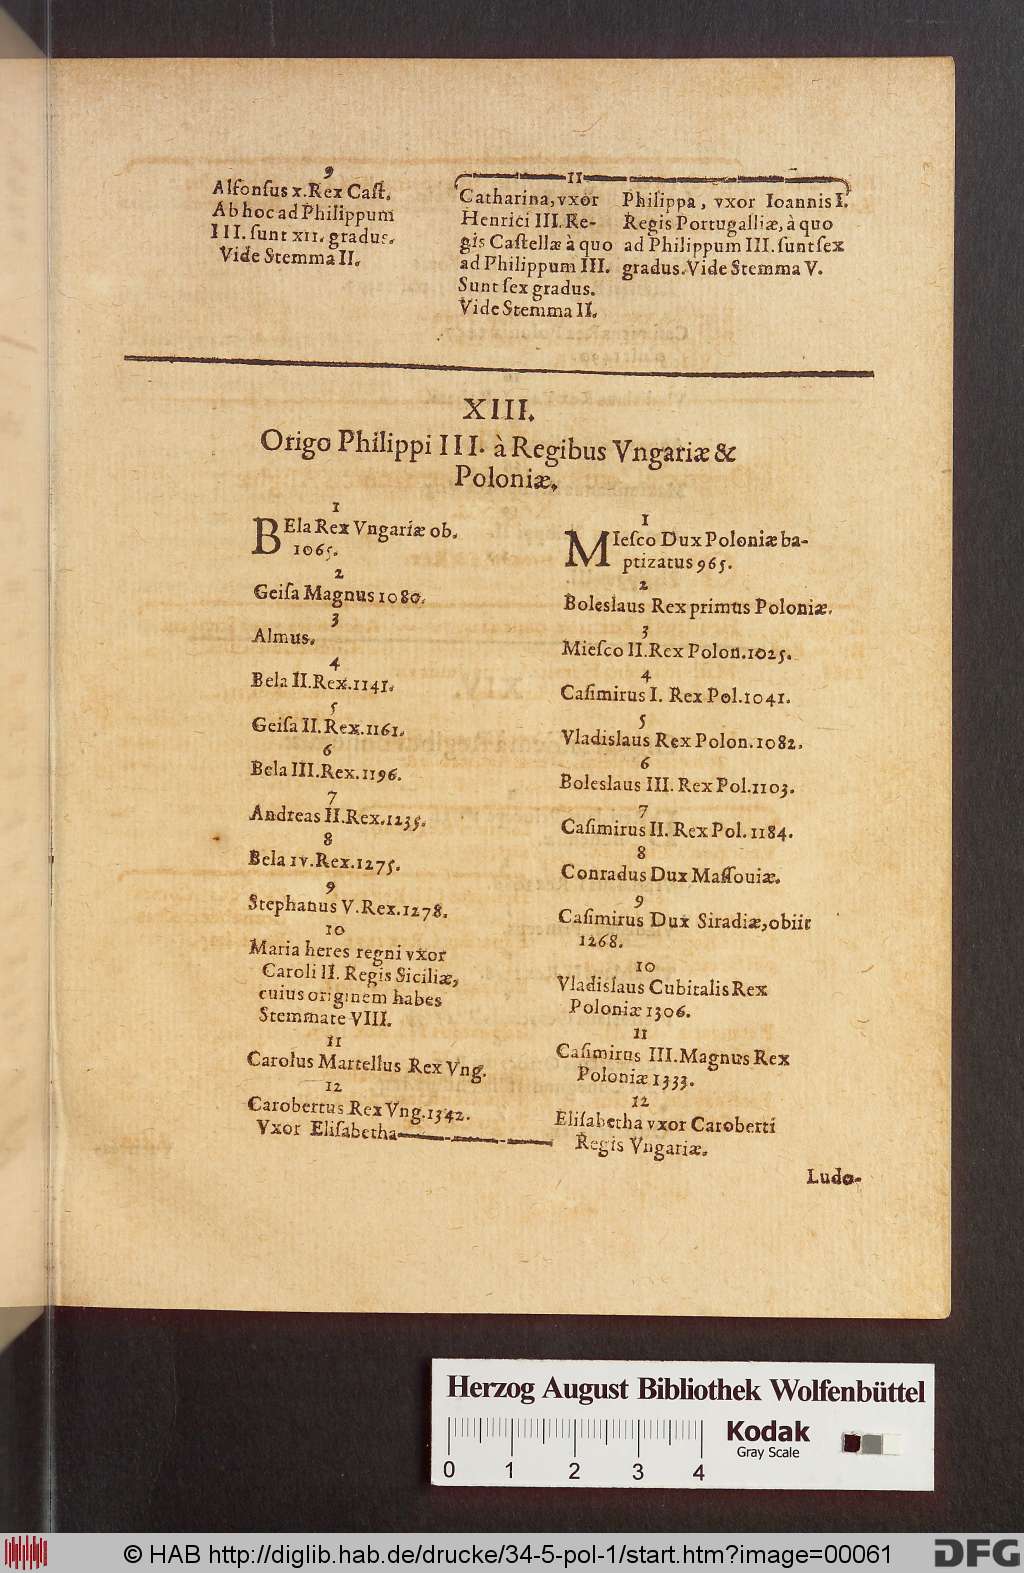 9
Alfonſus x. Rex Caſt.
Ab hoc ad Philippum
III. ſunt XII. gradus.
Vide Stemma II.
11
Catharina, vxor
Henrici III. Re-
gis Caſtellæ à quo
ad Philippum III.
Sunt ſex gradus.
Vide Stemma II.
Philippa, vxor Ioannis I.
Regis Portugalliæ, à quo
ad Philippum III. ſunt ſex
gradus. Vide Stemma V.
XIII.
Origo Philippi III. à Regibus Vngariæ &
Poloniæ.
1
BEla Rex Vngariæ ob.
1065.
2
Geiſa Magnus 1080.
3
Almus.
4
Bela II. Rex. 1141.
5
Geiſa II. Rex. 1161.
6
Bela III. Rex. 1196.
7
Andreas II. Rex. 1235.
8
Bela IV. Rex. 1275.
9
Stephanus V. Rex. 1278.
10
Maria heres regni vxor
Caroli II. Regis Siciliæ,
cuius originem habes
Stemmate VIII.
11
Carolus Martellus Rex Vng.
12
Carobertus Rex Vng. 1342.
Vxor Eliſabetha
1
MIeſco Dux Poloniæ ba-
ptizatus 965.
2
Boleslaus Rex primus Poloniæ.
3
Mieſco II. Rex Polon. 1025.
4
Caſimirus I. Rex Pol. 1041.
5
Vladislaus Rex Polon. 1082.
6
Boleslaus III. Rex Pol. 1103.
7
Caſimirus II. Rex Pol. 1184.
8
Conradus Dux Maſſouiæ.
9
Caſimirus Dux Siradiæ, obiit
1268.
10
Vladislaus Cubitalis Rex
Poloniæ 1306.
11
Caſimirus III. Magnus Rex
Poloniæ 1333.
12
Eliſabetha vxor Caroberti
Regis Vngariæ.
Ludo-
Herzog August Bibliothek Wolfenbüttel
Kodak
Gray Scale
0 1 2 3 4
© HAB http://diglib.hab.de/drucke/34-5-pol-1/start.htm?image=00061
DFG